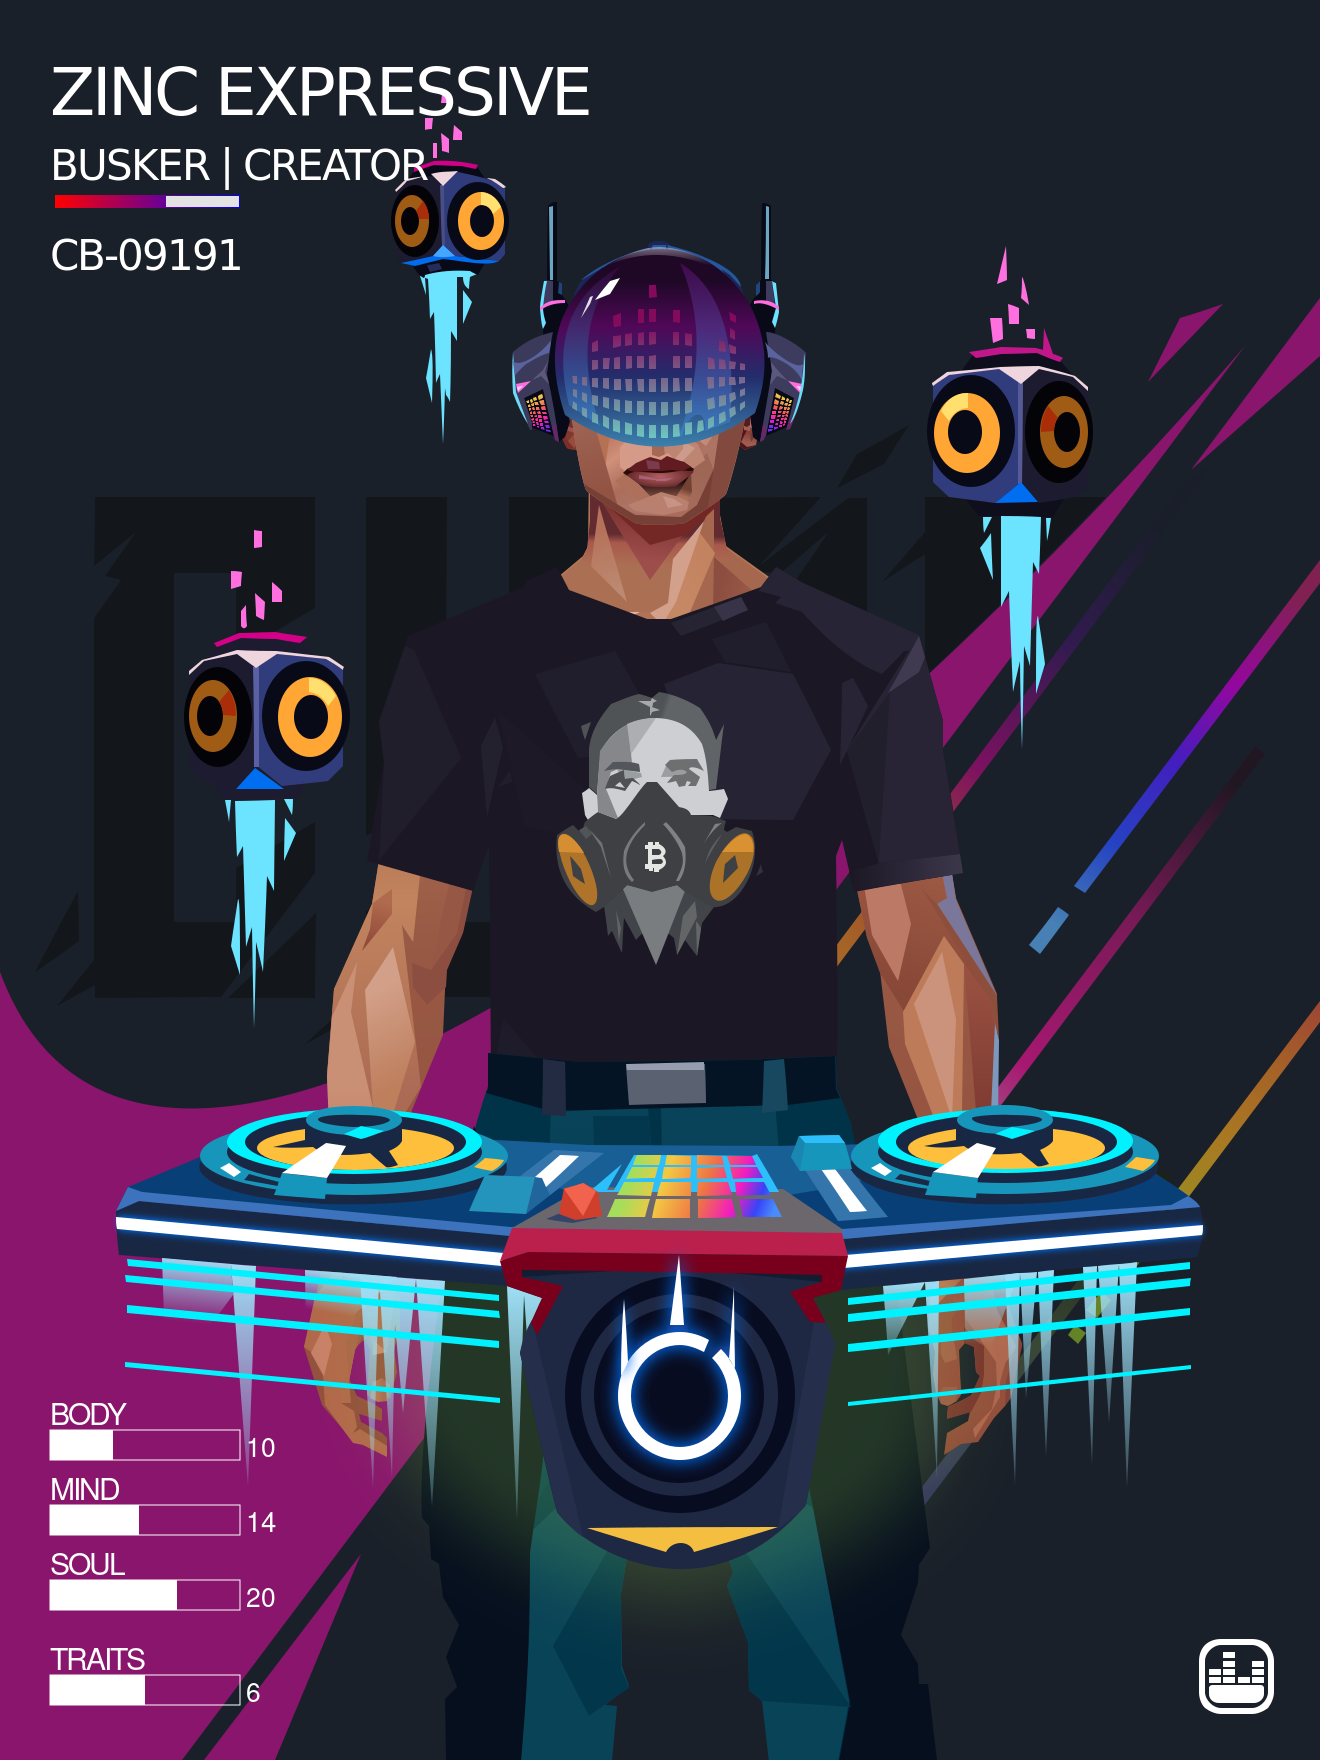 ZINC EXPRESSIVE
BUSKER | CREATOR
CB-09191
₿
BODY
10
MIND
14
SOUL
20
TRAITS
6